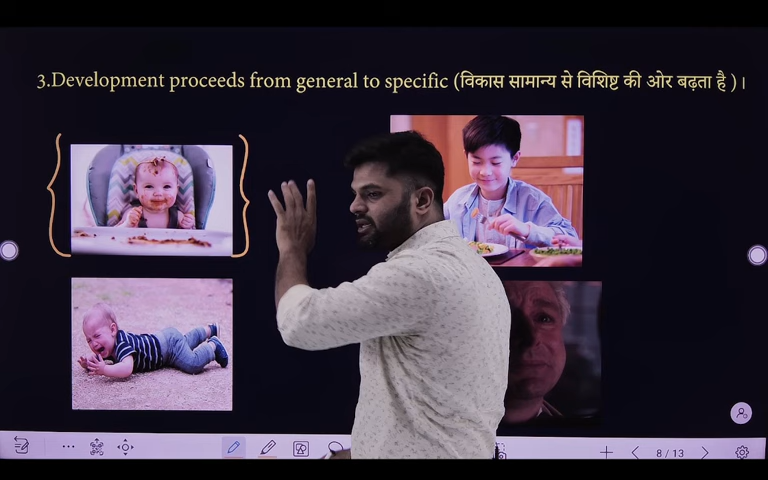 3.Development proceeds from general to specific (विकास सामान्य से विशिष्ट की ओर बढ़ता है )।
8 / 13